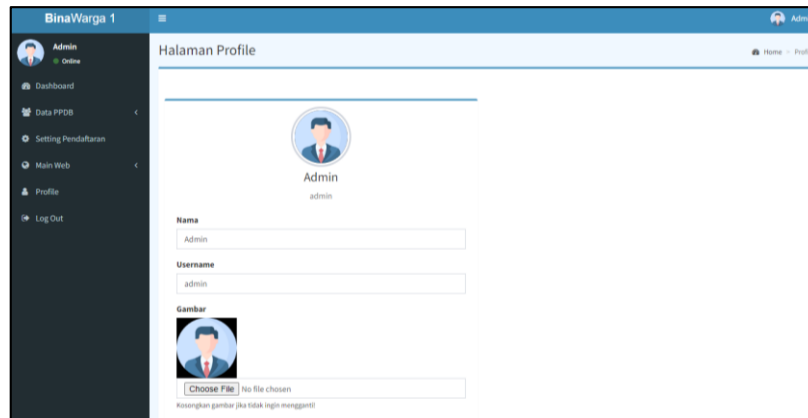 BinaWarga 1
Admin
Online
Dashboard
Data PPDB
Setting Pendaftaran
Main Web
Profile
Log Out
Halaman Profile
Home
Admin
admin
Nama
Admin
Username
admin
Gambar
Choose File No file chosen
Kosongkan gambar jika tidak ingin mengganti!